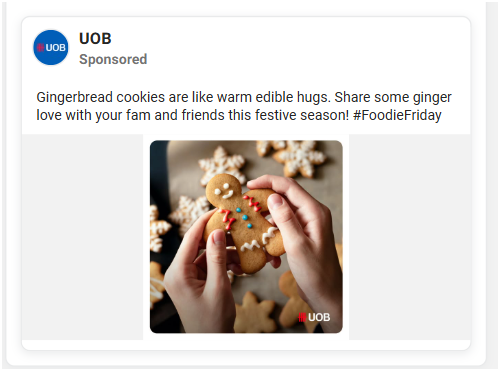 UOB
UOB
Sponsored
Gingerbread cookies are like warm edible hugs. Share some ginger
love with your fam and friends this festive season! #FoodieFriday
UOB